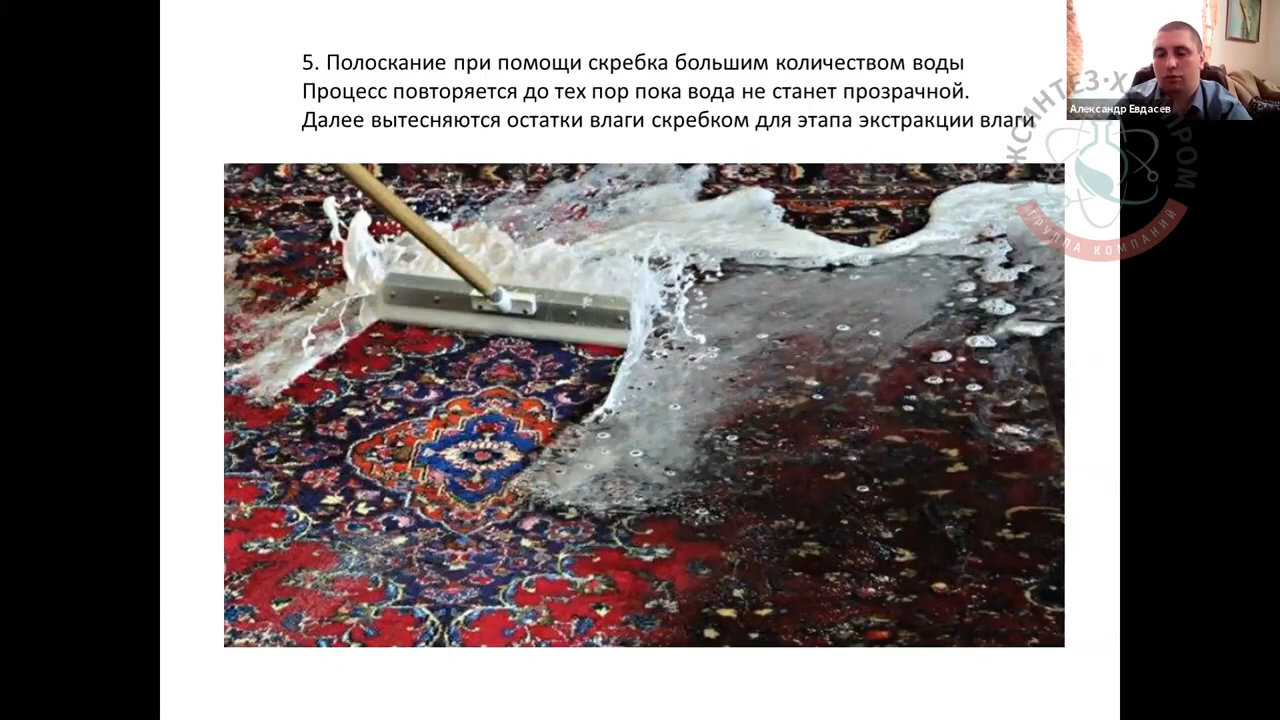 5. Полоскание при помощи скребка большим количеством воды
Процесс повторяется до тех пор пока вода не станет прозрачной.
Далее вытесняются остатки влаги скребком для этапа экстракции влаги
Александр Евдасев
ГРУППА КОМПАНИЙ